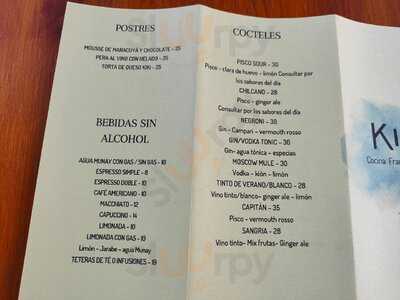 POSTRES
MOUSSE DE MARACUYÁ Y CHOCOLATE - 25
PERA AL VINO CON HELADO - 25
TORTA DE QUESO KIKI - 25
BEBIDAS SIN
ALCOHOL
AGUA MUNAY CON GAS / SIN GAS - 10
ESPRESSO SIMPLE - 8
ESPRESSO DOBLE - 10
CAFÉ AMERICANO - 10
MACCHIATO - 12
CAPUCCINO - 14
LIMONADA - 10
LIMONADA CON GAS - 19
Limón - Jarabe - agua Munay
TETERAS DE TÉ O INFUSIONES - 19
COCTELES
PISCO SOUR - 30
Pisco - clara de huevo - limón Consultar por
los sabores del día
CHILCANO - 28
Pisco - ginger ale
Consultar por los sabores del día
NEGRONI - 30
Gin - Campari - vermouth rosso
GIN/VODKA TONIC - 30
Gin- agua tónica - especias
MOSCOW MULE - 30
Vodka - kión - limón
TINTO DE VERANO/BLANCO - 28
Vino tinto/blanco- ginger ale - limón
CAPITÁN - 35
Pisco - vermouth rosso
SANGRIA - 28
Vino tinto- Mix frutas- Ginger ale
KI
Cocina Fra